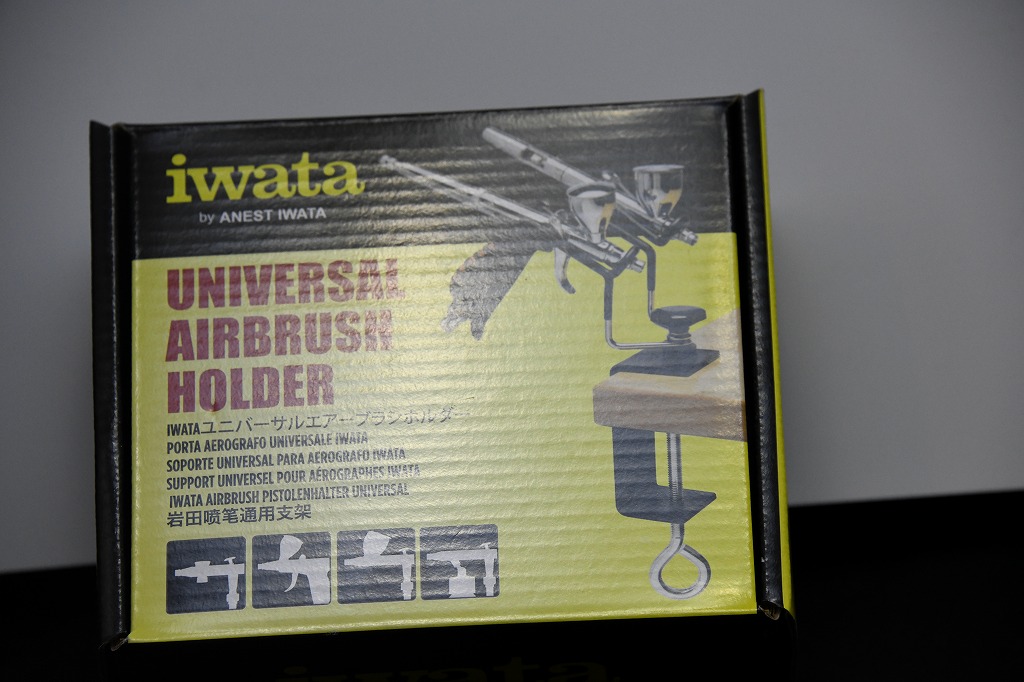 iwata
by ANEST IWATA
UNIVERSAL
AIRBRUSH
HOLDER
IWATAユニバーサルエアーブラシホルダー
PORTA AEROGRAFO UNIVERSALE IWATA
SOPORTE UNIVERSAL PARA AERÓGRAFO IWATA
SUPPORT UNIVERSEL POUR AÉROGRAPHES IWATA
IWATA AIRBRUSH PISTOLENHALTER UNIVERSAL
岩田喷笔通用支架
iwata